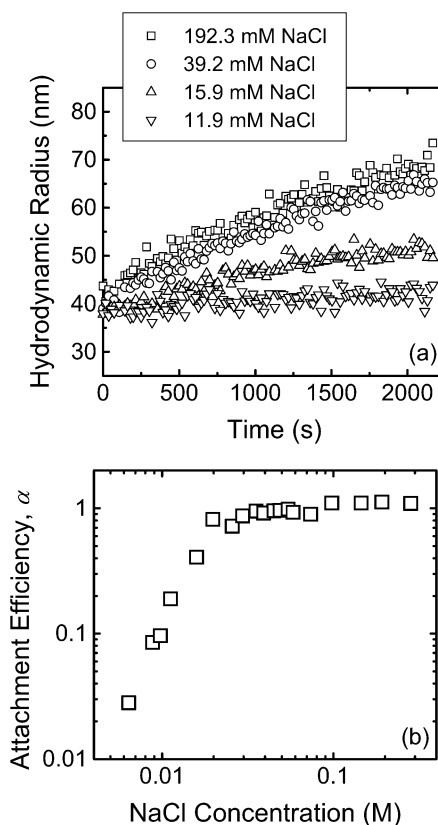 192.3 mM NaCl
39.2 mM NaCl
15.9 mM NaCl
11.9 mM NaCl
Hydrodynamic Radius (nm)
80
70
60
50
40
30
(a)
0 500 1000 1500 2000
Time (s)
Attachment Efficiency, α
1
0.1
0.01
(b)
0.01 0.1
NaCl Concentration (M)